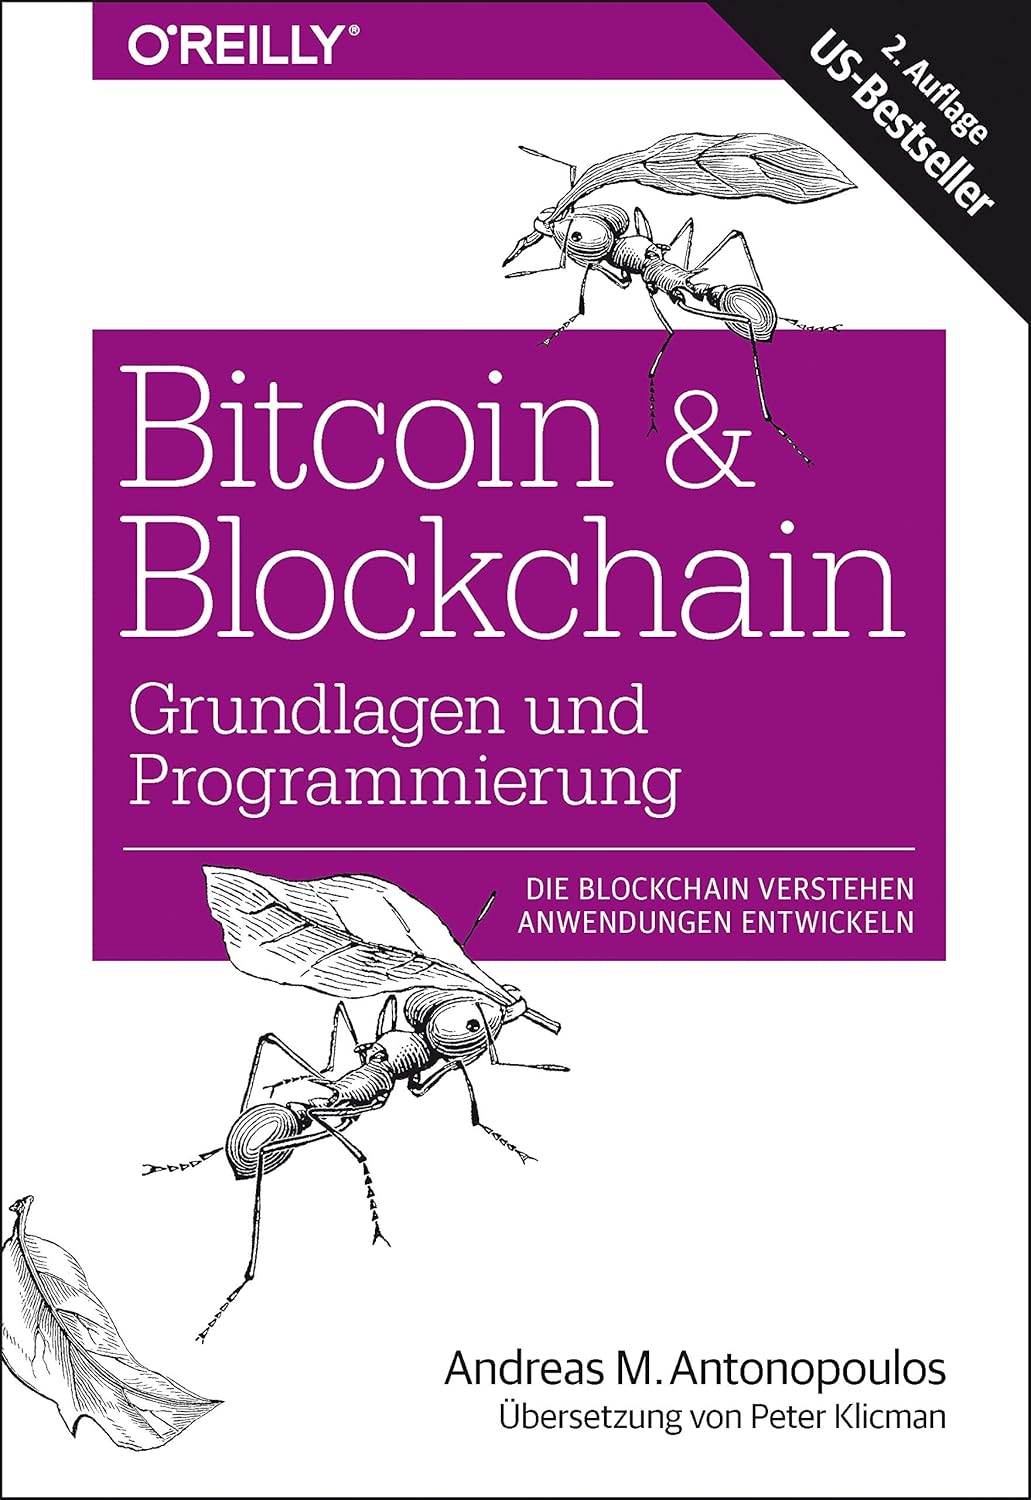 O'REILLY®
2. Auflage
US-Bestseller
Bitcoin &
Blockchain
Grundlagen und
Programmierung
DIE BLOCKCHAIN VERSTEHEN
ANWENDUNGEN ENTWICKELN
Andreas M. Antonopoulos
Übersetzung von Peter Klicman